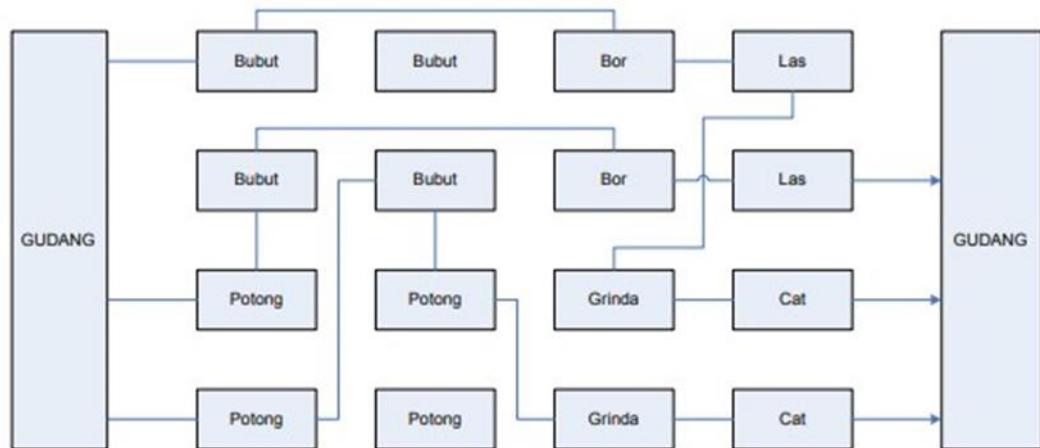 Bubut
Bubut
Bor
Las
Bubut
Bubut
Bor
Las
GUDANG
GUDANG
Potong
Potong
Grinda
Cat
Potong
Potong
Grinda
Cat